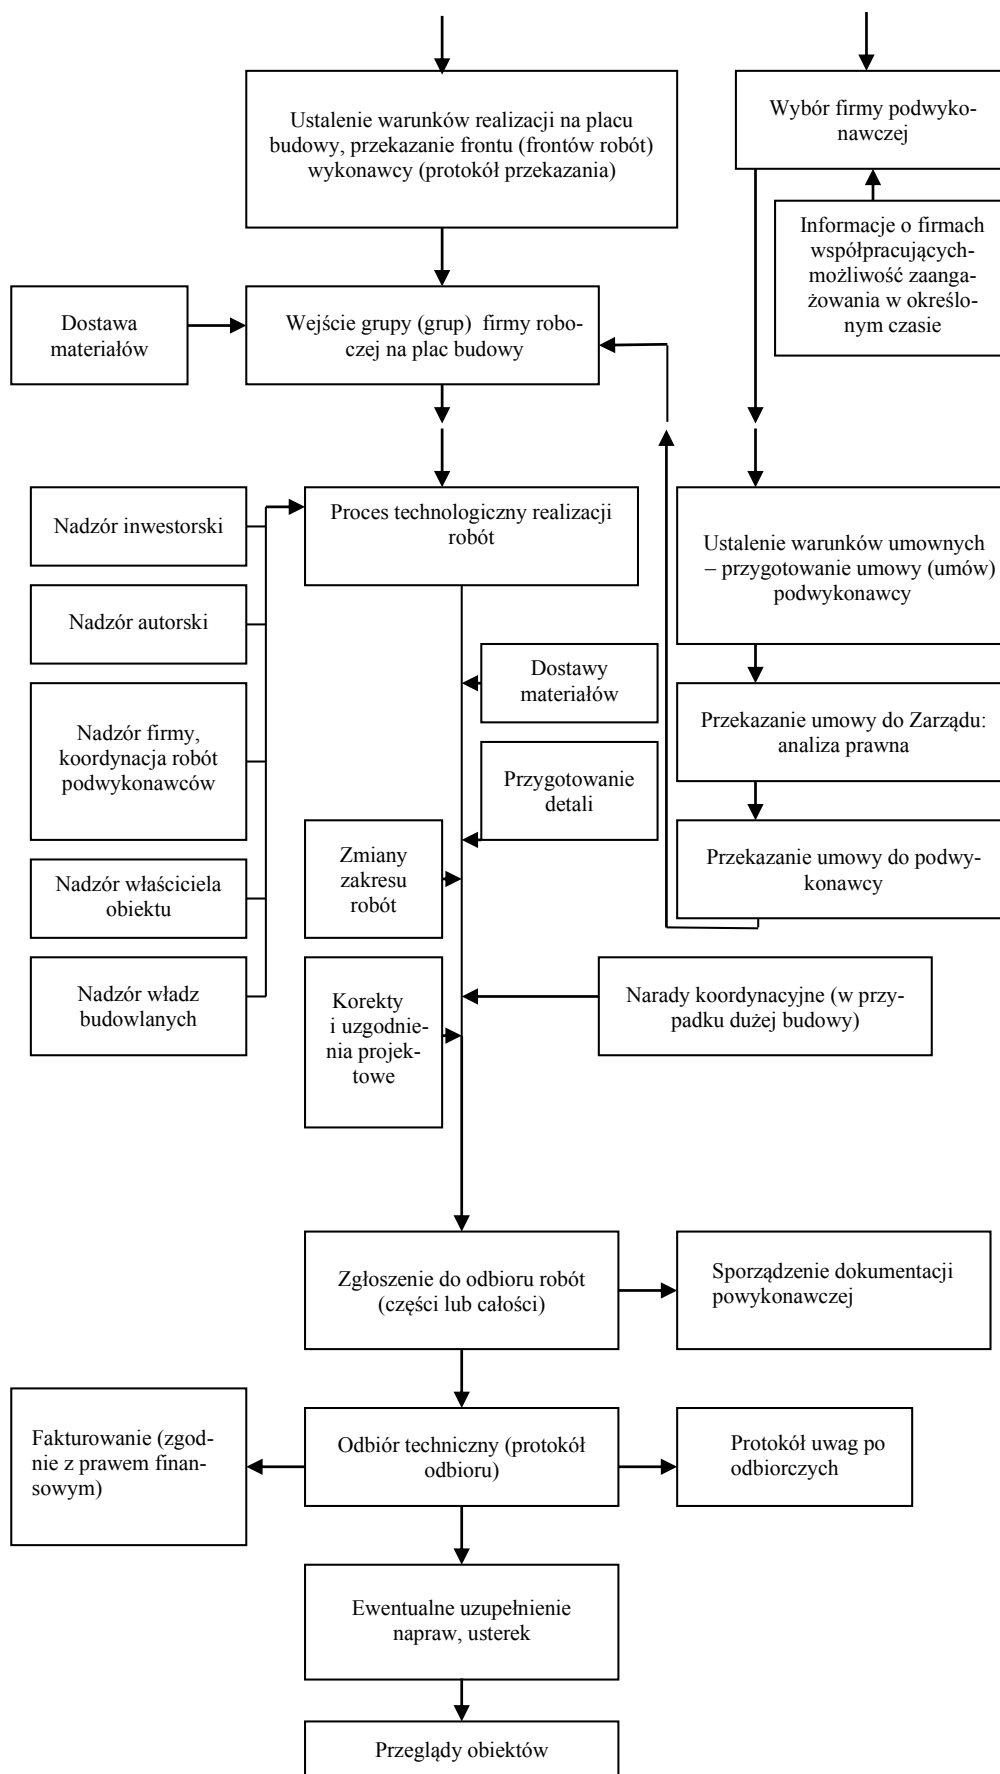 Ustalenie warunków realizacji na placu
budowy, przekazanie frontu (frontów robót)
wykonawcy (protokół przekazania)
Wybór firmy podwyko-
nawczej
Informacje o firmach
współpracujących-
możliwość zaanga-
żowania w określo-
nym czasie
Dostawa
materiałów
Wejście grupy (grup) firmy robo-
czej na plac budowy
Nadzór inwestorski
Proces technologiczny realizacji
robót
Ustalenie warunków umownych
– przygotowanie umowy (umów)
podwykonawcy
Nadzór autorski
Dostawy
materiałów
Nadzór firmy,
koordynacja robót
podwykonawców
Przekazanie umowy do Zarządu:
analiza prawna
Przygotowanie
detali
Zmiany
zakresu
robót
Przekazanie umowy do podwy-
konawcy
Nadzór właściciela
obiektu
Nadzór władz
budowlanych
Korekty
i uzgodnie-
nia projek-
towe
Narady koordynacyjne (w przy-
padku dużej budowy)
Zgłoszenie do odbioru robót
(części lub całości)
Sporządzenie dokumentacji
powykonawczej
Fakturowanie (zgod-
nie z prawem finan-
sowym)
Odbiór techniczny (protokół
odbioru)
Protokół uwag po
odbiorczych
Ewentualne uzupełnienie
napraw, usterek
Przeglądy obiektów